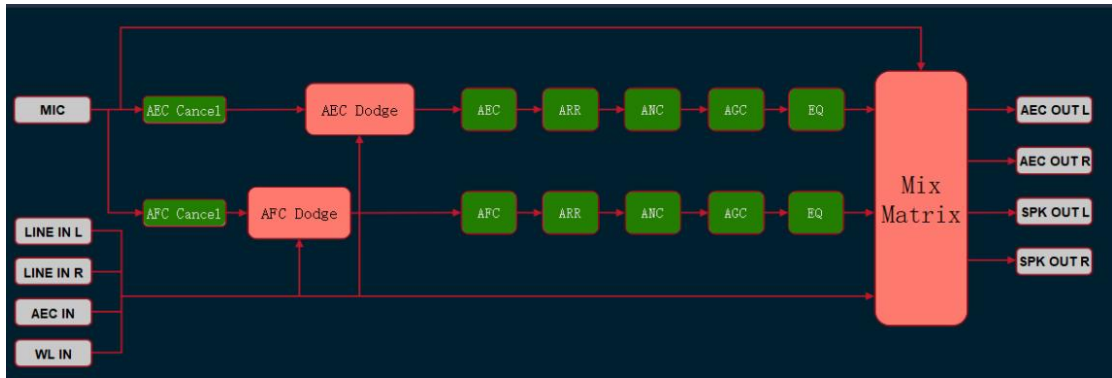 MIC
AEC Cancel
AEC Dodge
AEC
ARR
ANC
AGC
EQ
AFC Cancel
AFC Dodge
AFC
ARR
ANC
AGC
EQ
LINE IN L
LINE IN R
AEC IN
WL IN
Mix
Matrix
AEC OUT L
AEC OUT R
SPK OUT L
SPK OUT R